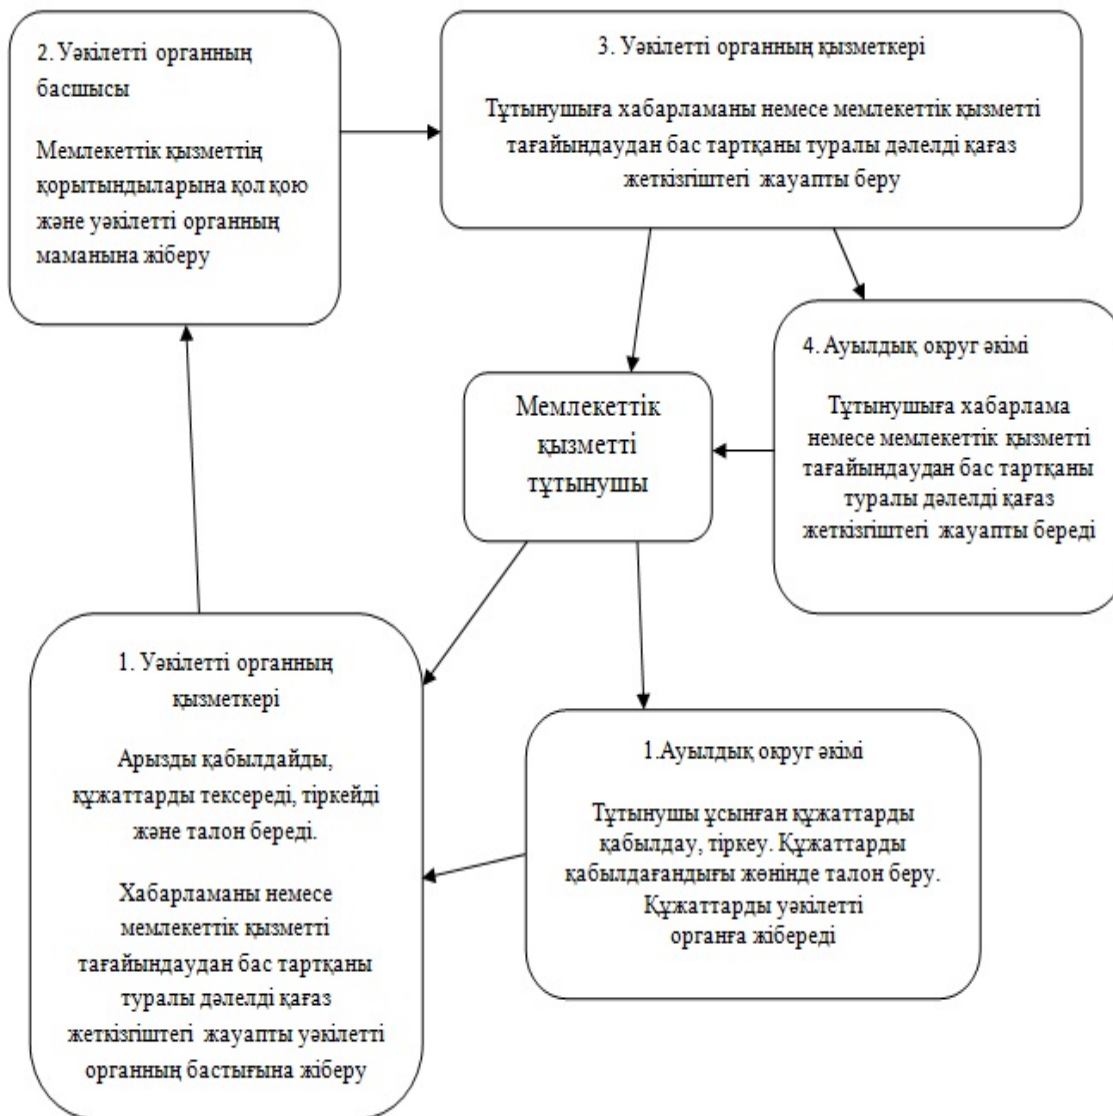 2. Уәкілетті органның
басшысы
Мемлекеттік қызметтің
қорытындыларына қол қою
және уәкілетті органның
маманына жіберу
3. Уәкілетті органның қызметкері
Тұтынушыға хабарламаны немесе мемлекеттік қызметті
тағайындаудан бас тартқаны туралы дәлелді қағаз
жеткізгіштегі жауапты беру
4. Ауылдық округ әкімі
Тұтынушыға хабарлама
немесе мемлекеттік қызметті
тағайындаудан бас тартқаны
туралы дәлелді қағаз
жеткізгіштегі жауапты береді
Мемлекеттік
қызметті
тұтынушы
1. Уәкілетті органның
қызметкері
Арызды қабылдайды,
құжаттарды тексереді, тіркейді
және талон береді.
Хабарламаны немесе
мемлекеттік қызметті
тағайындаудан бас тартқаны
туралы дәлелді қағаз
жеткізгіштегі жауапты уәкілетті
органның бастығына жіберу
1.Ауылдық округ әкімі
Тұтынушы ұсынған құжаттарды
қабылдау, тіркеу. Құжаттарды
қабылдағандығы жөнінде талон беру.
Құжаттарды уәкілетті
органға жібереді